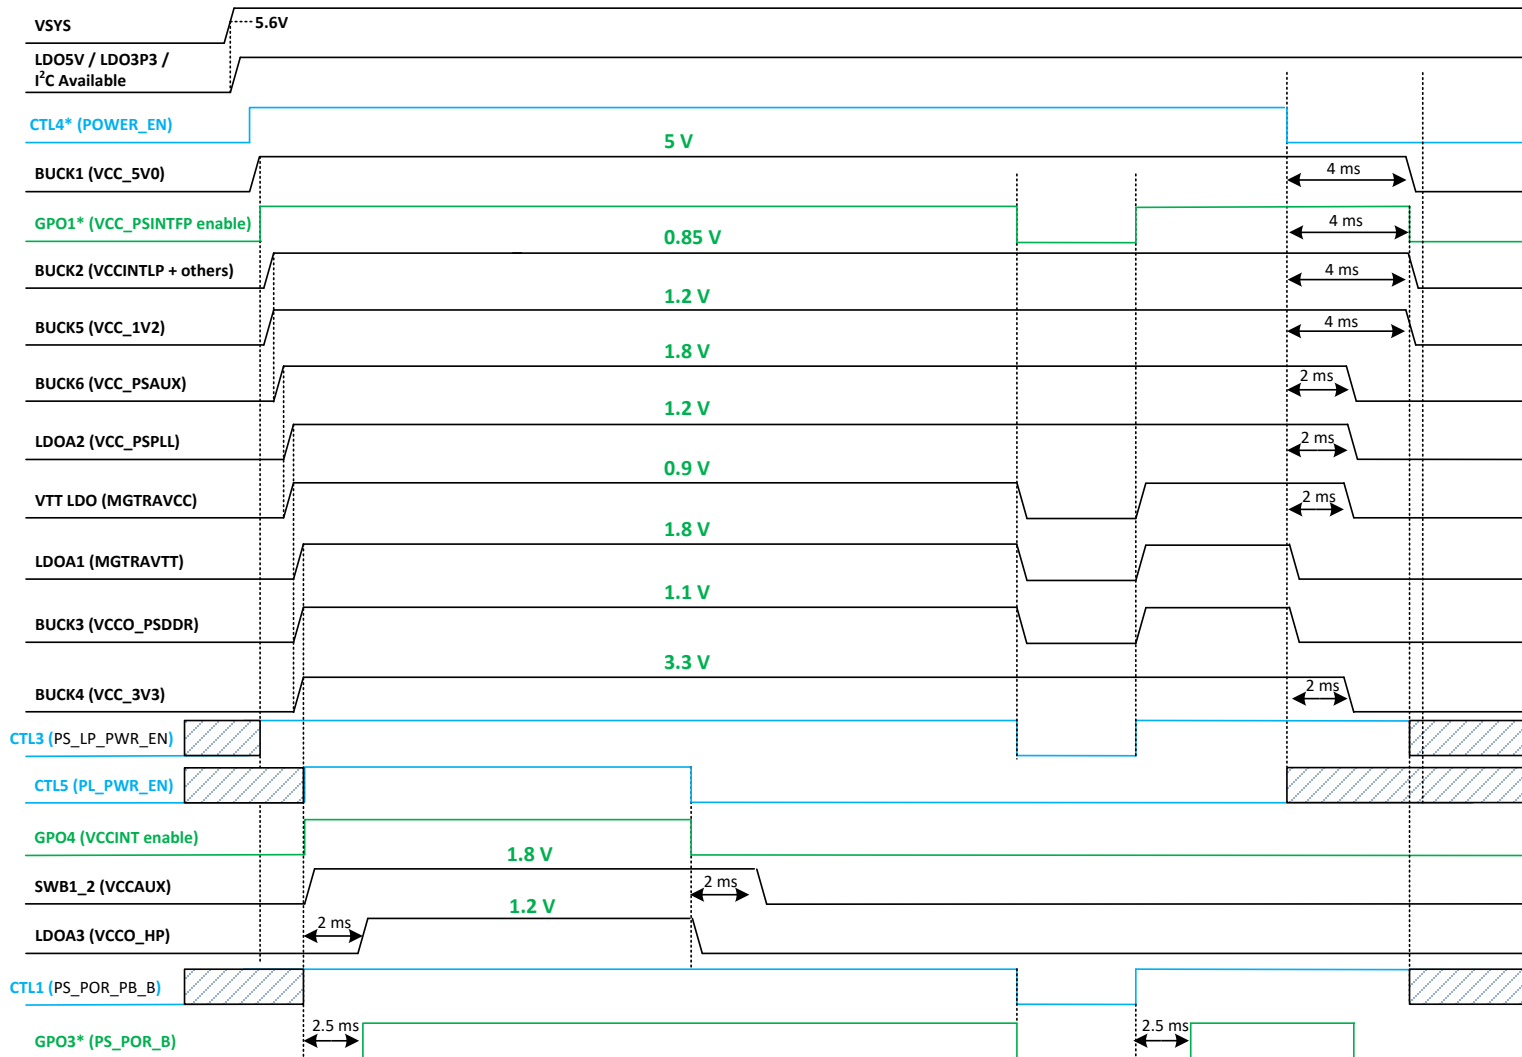 VSYS
5.6V
LDO5V / LDO3P3 /
I²C Available
CTL4* (POWER_EN)
5 V
BUCK1 (VCC_5V0)
4 ms
GPO1* (VCC_PSINTFP enable)
4 ms
0.85 V
BUCK2 (VCCINTLP + others)
4 ms
1.2 V
BUCK5 (VCC_1V2)
4 ms
1.8 V
BUCK6 (VCC_PSAUX)
2 ms
1.2 V
LDOA2 (VCC_PSPLL)
2 ms
0.9 V
VTT LDO (MGTRAVCC)
2 ms
1.8 V
LDOA1 (MGTRAVTT)
1.1 V
BUCK3 (VCCO_PSDDR)
3.3 V
BUCK4 (VCC_3V3)
2 ms
CTL3 (PS_LP_PWR_EN)
CTL5 (PL_PWR_EN)
GPO4 (VCCINT enable)
1.8 V
SWB1_2 (VCCAUX)
2 ms
1.2 V
2 ms
LDOA3 (VCCO_HP)
CTL1 (PS_POR_PB_B)
2.5 ms
2.5 ms
GPO3* (PS_POR_B)